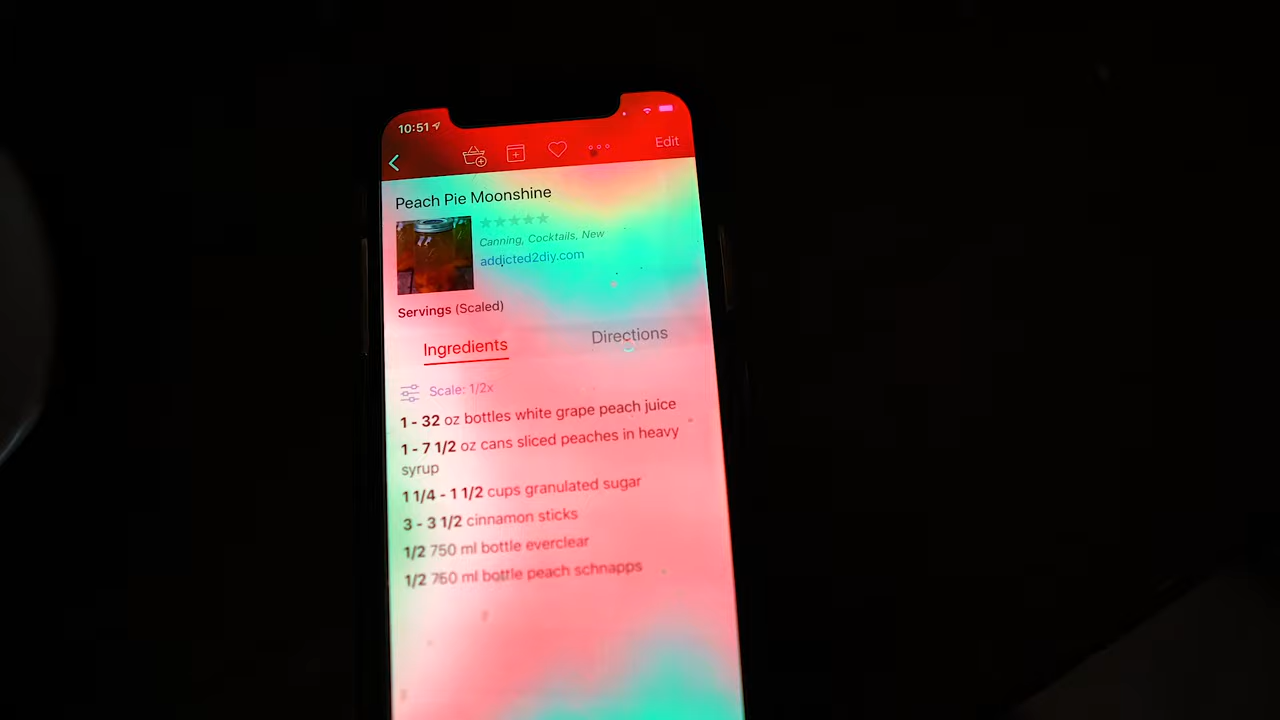 10:51
Edit
Peach Pie Moonshine
Canning, Cocktails, New
addicted2diy.com
Servings (Scaled)
Ingredients
Directions
Scale: 1/2x
1 - 32 oz bottles white grape peach juice
1 - 7 1/2 oz cans sliced peaches in heavy
syrup
1 1/4 - 1 1/2 cups granulated sugar
3 - 3 1/2 cinnamon sticks
1/2 750 ml bottle everclear
1/2 750 ml bottle peach schnapps